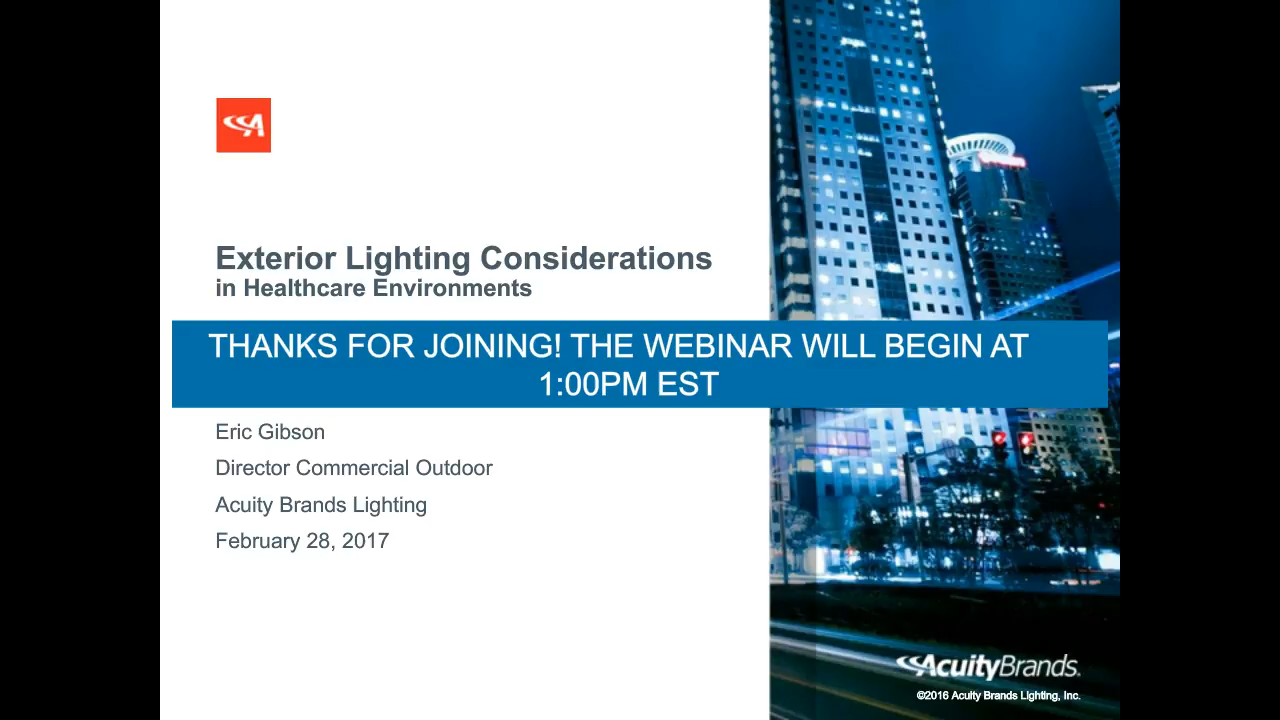 Exterior Lighting Considerations
in Healthcare Environments
THANKS FOR JOINING! THE WEBINAR WILL BEGIN AT
1:00PM EST
Eric Gibson
Director Commercial Outdoor
Acuity Brands Lighting
February 28, 2017
AcuityBrands.
©2016 Acuity Brands Lighting, Inc.